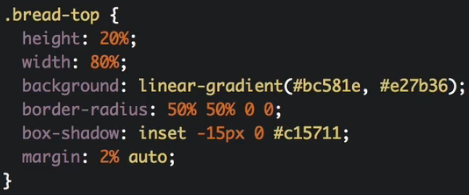 .bread-top {
  height: 20%;
  width: 80%;
  background: linear-gradient(#bc581e, #e27b36);
  border-radius: 50% 50% 0 0;
  box-shadow: inset -15px 0 #c15711;
  margin: 2% auto;
}